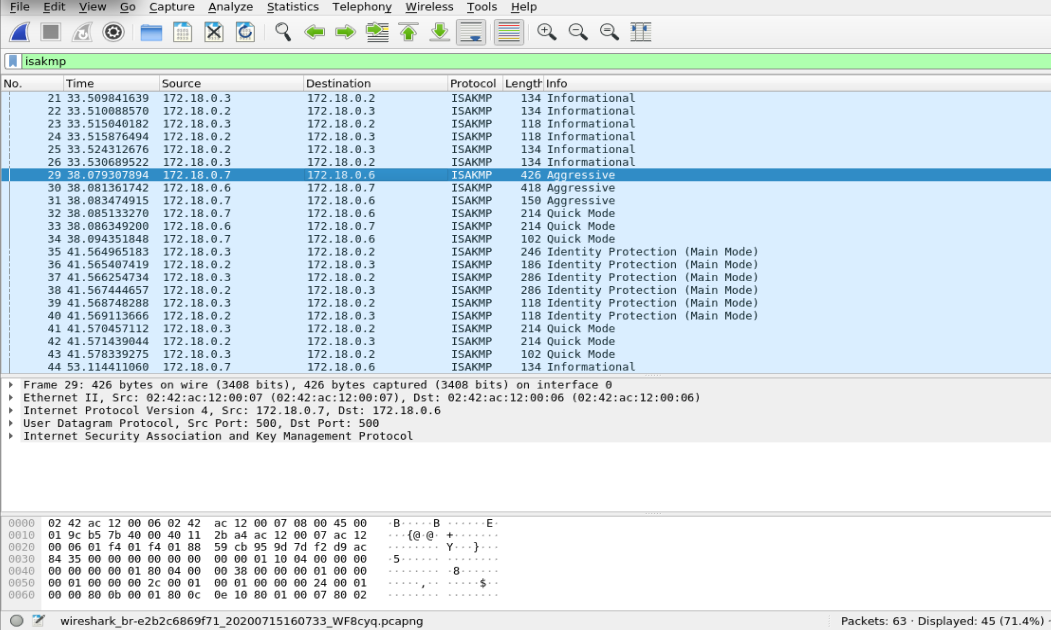 File Edit View Go Capture Analyze Statistics Telephony Wireless Tools Help
isakmp
No. Time Source Destination Protocol Length Info
21 33.509841639 172.18.0.3 172.18.0.2 ISAKMP 134 Informational
22 33.510088570 172.18.0.2 172.18.0.3 ISAKMP 134 Informational
23 33.515040182 172.18.0.3 172.18.0.2 ISAKMP 118 Informational
24 33.515876494 172.18.0.2 172.18.0.3 ISAKMP 118 Informational
25 33.524312676 172.18.0.2 172.18.0.3 ISAKMP 134 Informational
26 33.530689522 172.18.0.3 172.18.0.2 ISAKMP 134 Informational
29 38.079307894 172.18.0.7 172.18.0.6 ISAKMP 426 Aggressive
30 38.081361742 172.18.0.6 172.18.0.7 ISAKMP 418 Aggressive
31 38.083474915 172.18.0.7 172.18.0.6 ISAKMP 150 Aggressive
32 38.085133270 172.18.0.7 172.18.0.6 ISAKMP 214 Quick Mode
33 38.086349200 172.18.0.6 172.18.0.7 ISAKMP 214 Quick Mode
34 38.094351848 172.18.0.7 172.18.0.6 ISAKMP 102 Quick Mode
35 41.564965183 172.18.0.3 172.18.0.2 ISAKMP 246 Identity Protection (Main Mode)
36 41.565407419 172.18.0.2 172.18.0.3 ISAKMP 186 Identity Protection (Main Mode)
37 41.566254734 172.18.0.3 172.18.0.2 ISAKMP 286 Identity Protection (Main Mode)
38 41.567444657 172.18.0.2 172.18.0.3 ISAKMP 286 Identity Protection (Main Mode)
39 41.568748288 172.18.0.3 172.18.0.2 ISAKMP 118 Identity Protection (Main Mode)
40 41.569113666 172.18.0.2 172.18.0.3 ISAKMP 118 Identity Protection (Main Mode)
41 41.570457112 172.18.0.3 172.18.0.2 ISAKMP 214 Quick Mode
42 41.571439044 172.18.0.2 172.18.0.3 ISAKMP 214 Quick Mode
43 41.578339275 172.18.0.3 172.18.0.2 ISAKMP 102 Quick Mode
44 53.114411060 172.18.0.7 172.18.0.6 ISAKMP 134 Informational
Frame 29: 426 bytes on wire (3408 bits), 426 bytes captured (3408 bits) on interface 0
Ethernet II, Src: 02:42:ac:12:00:07 (02:42:ac:12:00:07), Dst: 02:42:ac:12:00:06 (02:42:ac:12:00:06)
Internet Protocol Version 4, Src: 172.18.0.7, Dst: 172.18.0.6
User Datagram Protocol, Src Port: 500, Dst Port: 500
Internet Security Association and Key Management Protocol
0000 02 42 ac 12 00 06 02 42 ac 12 00 07 08 00 45 00 ·B·····B ······E·
0010 01 9c b5 7b 40 00 40 11 2b a4 ac 12 00 07 ac 12 ···{@·@· +·······
0020 00 06 01 f4 01 f4 01 88 59 cb 95 9d 7d f2 d9 ac ········ Y···}···
0030 84 35 00 00 00 00 00 00 00 00 01 10 04 00 00 00 ·5······ ········
0040 00 00 00 00 01 80 04 00 00 38 00 00 00 01 00 00 ········ ·8······
0050 00 01 00 00 00 2c 00 01 00 01 00 00 00 24 00 01 ·····,·· ·····$··
0060 00 00 80 0b 00 01 80 0c 0e 10 80 01 00 07 80 02 ········ ········
wireshark_br-e2b2c6869f71_20200715160733_WF8cyq.pcapng Packets: 63 · Displayed: 45 (71.4%) ·